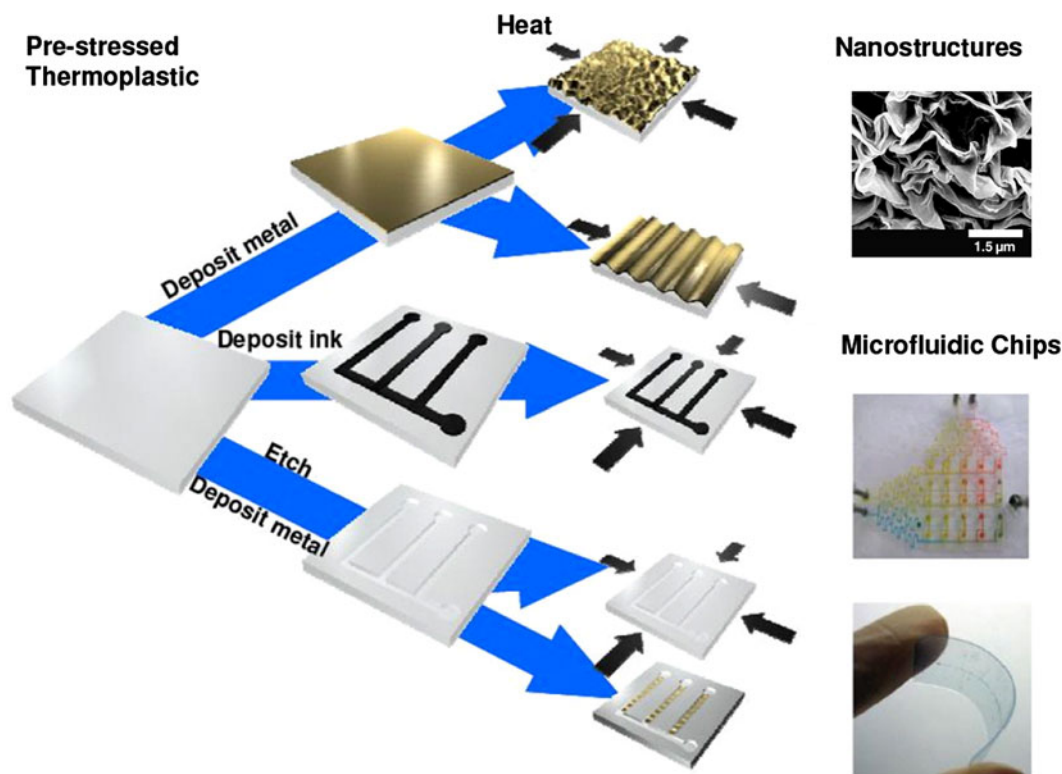 Pre-stressed
Thermoplastic
Heat
Nanostructures
1.5 µm
Deposit metal
Deposit ink
Microfluidic Chips
Etch
Deposit metal